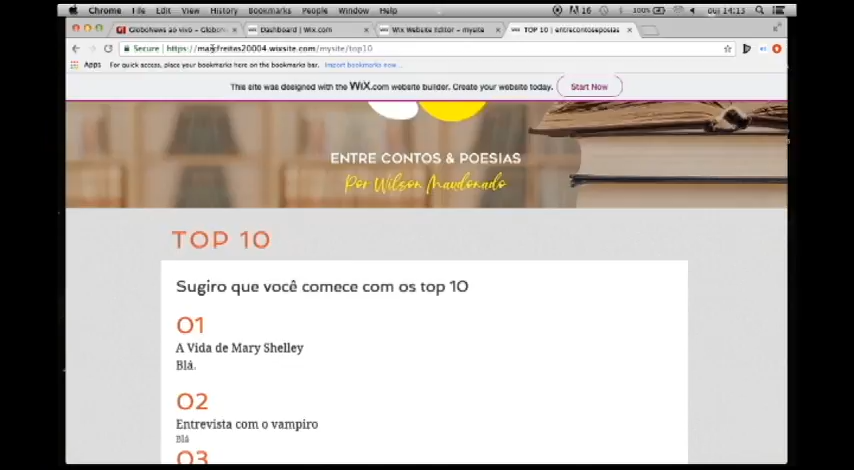 Chrome File Edit View History Bookmarks People Window Help 16 100% qui 14:13
GloboNews ao vivo - Globon Dashboard | Wix.com Wix Website Editor - mysite TOP 10 | entrecontosepoesias
Secure https:// .wixsite.com/mysite/top10
Apps For quick access, place your bookmarks here on the bookmarks bar. Import bookmarks now...
This site was designed with the WiX.com website builder. Create your website today. Start Now
ENTRE CONTOS & POESIAS
Por Wilson Maudonado
TOP 10
Sugiro que você comece com os top 10
01
A Vida de Mary Shelley
Blá.
02
Entrevista com o vampiro
Blá
03